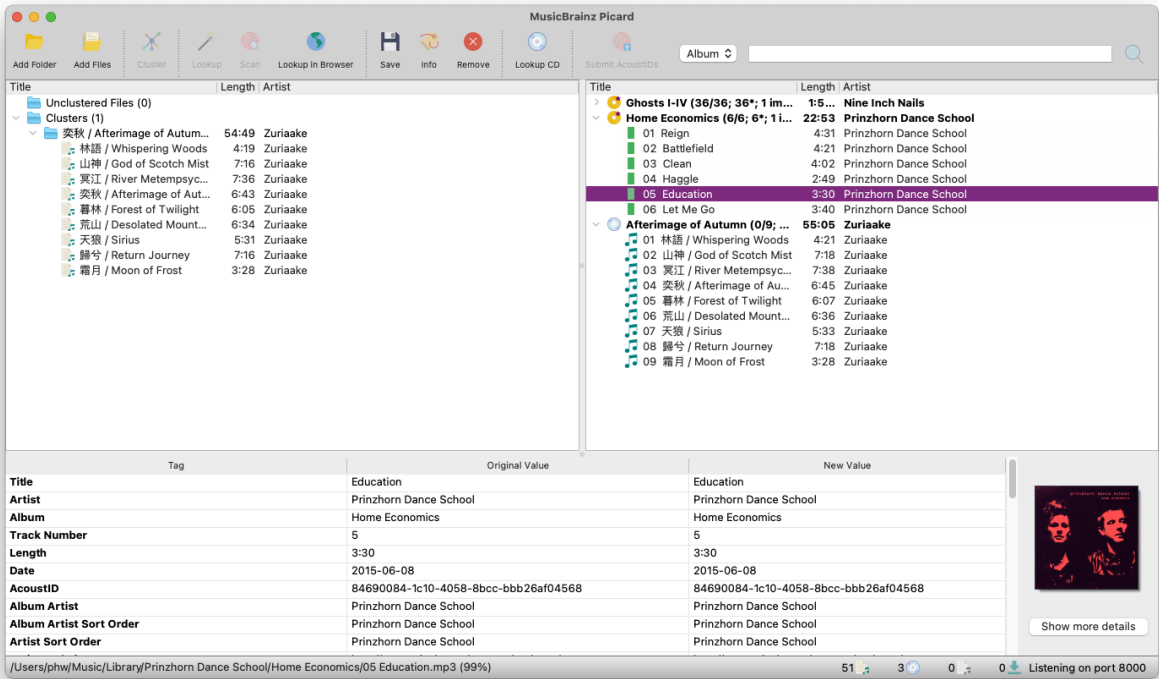 MusicBrainz Picard
Add Folder Add Files Cluster Lookup Scan Lookup in Browser Save Info Remove Lookup CD Submit AcoustIDs Album
Title Length Artist
Unclustered Files (0)
Clusters (1)
奕秋 / Afterimage of Autum... 54:49 Zuriaake
林語 / Whispering Woods 4:19 Zuriaake
山神 / God of Scotch Mist 7:16 Zuriaake
冥江 / River Metempsyc... 7:36 Zuriaake
奕秋 / Afterimage of Aut... 6:43 Zuriaake
暮林 / Forest of Twilight 6:05 Zuriaake
荒山 / Desolated Mount... 6:34 Zuriaake
天狼 / Sirius 5:31 Zuriaake
歸兮 / Return Journey 7:16 Zuriaake
霜月 / Moon of Frost 3:28 Zuriaake
Title Length Artist
Ghosts I-IV (36/36; 36*; 1 im... 1:5... Nine Inch Nails
Home Economics (6/6; 6*; 1 i... 22:53 Prinzhorn Dance School
01 Reign 4:31 Prinzhorn Dance School
02 Battlefield 4:21 Prinzhorn Dance School
03 Clean 4:02 Prinzhorn Dance School
04 Haggle 2:49 Prinzhorn Dance School
05 Education 3:30 Prinzhorn Dance School
06 Let Me Go 3:40 Prinzhorn Dance School
Afterimage of Autumn (0/9; ... 55:05 Zuriaake
01 林語 / Whispering Woods 4:21 Zuriaake
02 山神 / God of Scotch Mist 7:18 Zuriaake
03 冥江 / River Metempsyc... 7:38 Zuriaake
04 奕秋 / Afterimage of Au... 6:45 Zuriaake
05 暮林 / Forest of Twilight 6:07 Zuriaake
06 荒山 / Desolated Mount... 6:36 Zuriaake
07 天狼 / Sirius 5:33 Zuriaake
08 歸兮 / Return Journey 7:18 Zuriaake
09 霜月 / Moon of Frost 3:28 Zuriaake
Tag Original Value New Value
Title Education Education
Artist Prinzhorn Dance School Prinzhorn Dance School
Album Home Economics Home Economics
Track Number 5 5
Length 3:30 3:30
Date 2015-06-08 2015-06-08
AcoustID 84690084-1c10-4058-8bcc-bbb26af04568 84690084-1c10-4058-8bcc-bbb26af04568
Album Artist Prinzhorn Dance School Prinzhorn Dance School
Album Artist Sort Order Prinzhorn Dance School Prinzhorn Dance School
Artist Sort Order Prinzhorn Dance School Prinzhorn Dance School
prinzhorn dance school
home economics
Show more details
/Users/phw/Music/Library/Prinzhorn Dance School/Home Economics/05 Education.mp3 (99%) 51 3 0 0 Listening on port 8000